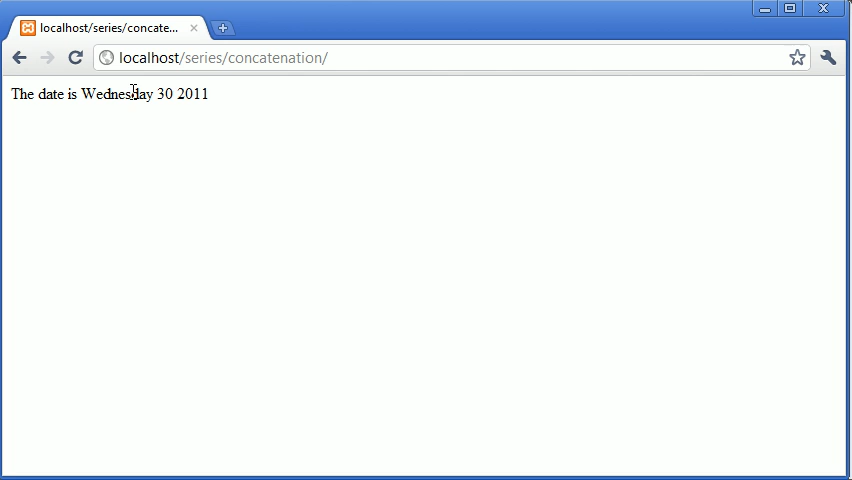 localhost/series/concate...
localhost/series/concatenation/
The date is Wednesday 30 2011